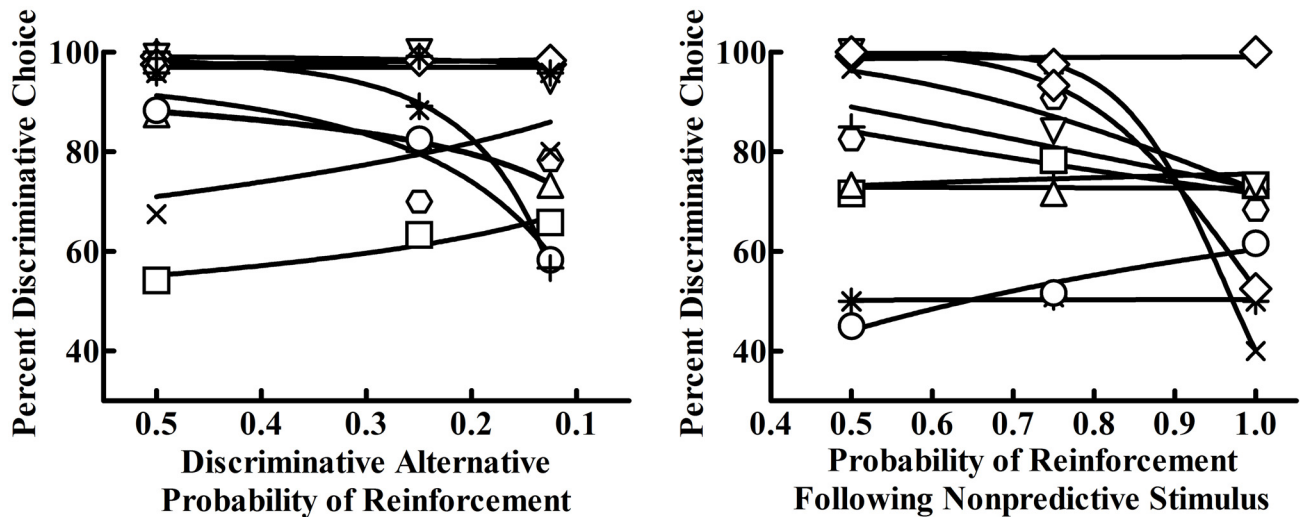 Percent Discriminative Choice
100
80
60
40
0.5 0.4 0.3 0.2 0.1
Discriminative Alternative
Probability of Reinforcement
Percent Discriminative Choice
100
80
60
40
0.4 0.5 0.6 0.7 0.8 0.9 1.0
Probability of Reinforcement
Following Nonpredictive Stimulus